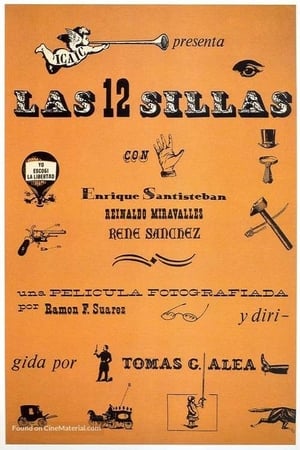 ICAIC presenta
LAS 12 SILLAS
CON
YO
ESCOGI
LA LIBERTAD
Enrique Santisteban
REINALDO MIRAVALLES
RENE SANCHEZ
una PELICULA FOTOGRAFIADA
por Ramon F. Suarez y diri-
gida por TOMAS G. ALEA
Found on CineMaterial.com